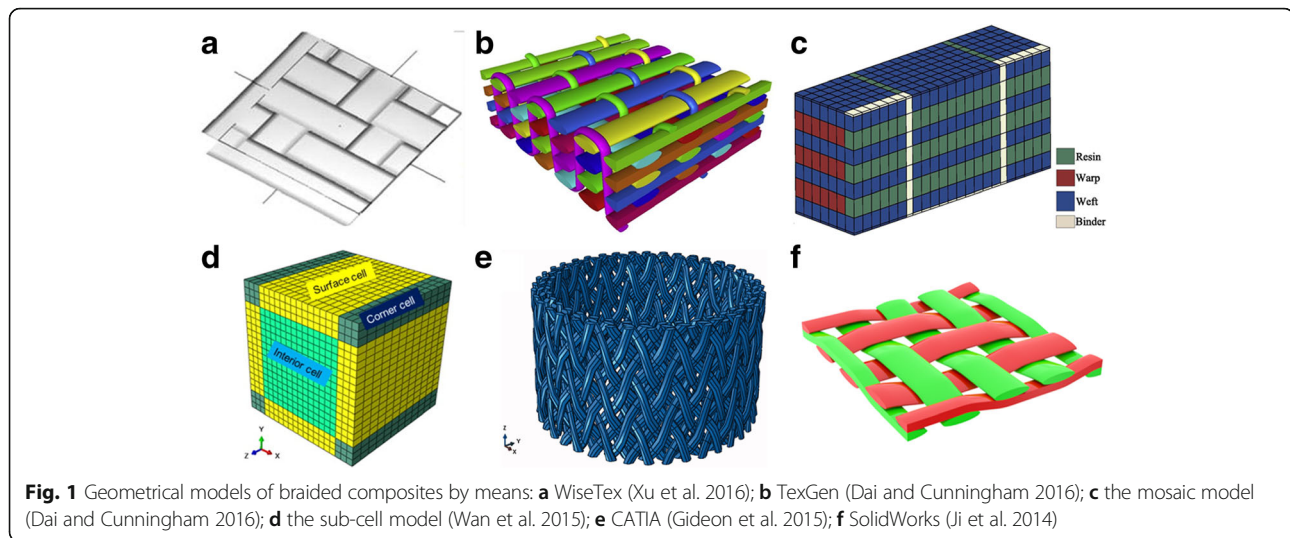 a
b
c
Resin
Warp
Weft
Binder
d
Surface cell
Corner cell
Interior cell
Y
Z
X
e
Z
Y
X
f
Fig. 1 Geometrical models of braided composites by means: a WiseTex (Xu et al. 2016); b TexGen (Dai and Cunningham 2016); c the mosaic model
(Dai and Cunningham 2016); d the sub-cell model (Wan et al. 2015); e CATIA (Gideon et al. 2015); f SolidWorks (Ji et al. 2014)